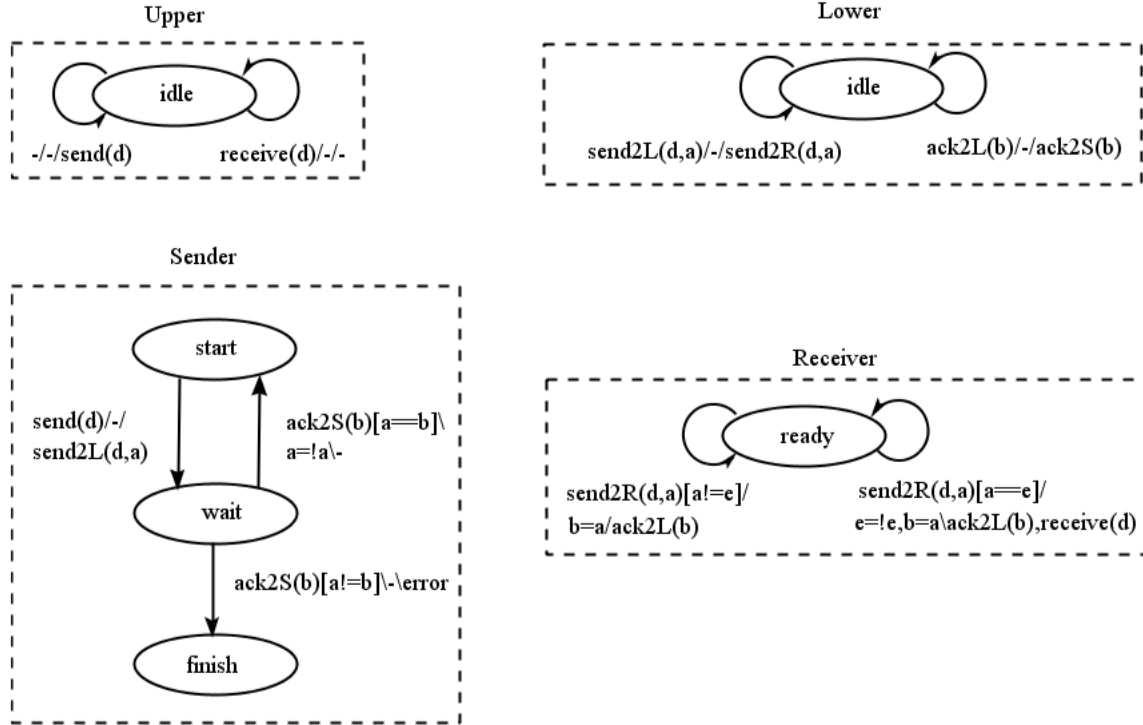 Upper
idle
-/-/send(d)
receive(d)/-/-
Lower
idle
send2L(d,a)/-/send2R(d,a)
ack2L(b)/-/ack2S(b)
Sender
start
send(d)/-/
send2L(d,a)
ack2S(b)[a==b]\
a=!a\-
wait
ack2S(b)[a!=b]\-\error
finish
Receiver
ready
send2R(d,a)[a!=e]/
b=a/ack2L(b)
send2R(d,a)[a==e]/
e=!e,b=a\ack2L(b),receive(d)